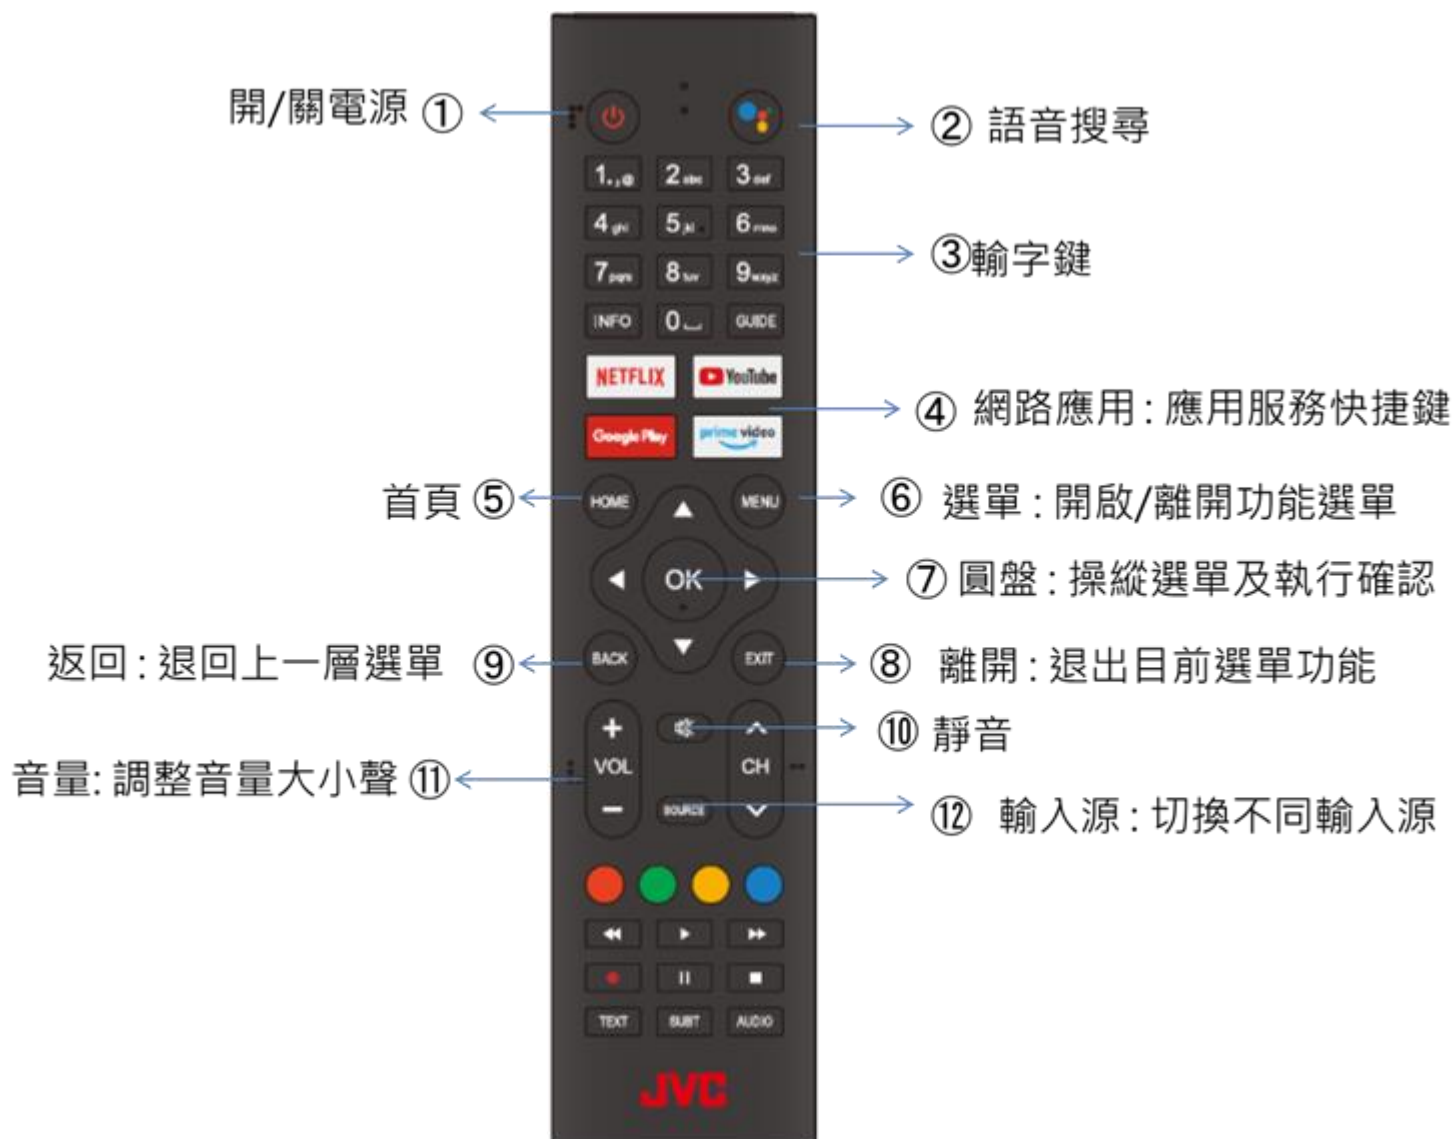 開/關電源 ①
② 語音搜尋
1.,@ 2abc 3def
4ghi 5jkl 6mno
③輸字鍵
7pqrs 8tuv 9wxyz
INFO 0 GUIDE
NETFLIX YouTube
④ 網路應用 : 應用服務快捷鍵
Google Play prime video
首頁 ⑤
HOME MENU
⑥ 選單 : 開啟/離開功能選單
OK
⑦ 圓盤 : 操縱選單及執行確認
返回 : 退回上一層選單 ⑨
BACK EXIT
⑧ 離開 : 退出目前選單功能
⑩ 靜音
音量: 調整音量大小聲 ⑪
+ VOL − CH
SOURCE
⑫ 輸入源 : 切換不同輸入源
TEXT SUBT AUDIO
JVC